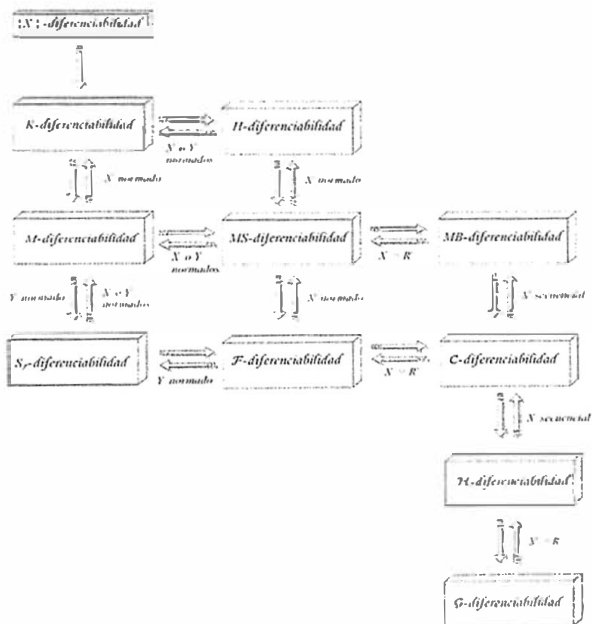 {X}-diferenciabilidad
K-diferenciabilidad
H-diferenciabilidad
X o Y
normados
X normado
X normado
M-diferenciabilidad
MS-diferenciabilidad
MB-diferenciabilidad
X o Y
normados
X = R
Y normado
X o Y
normados
X normado
X secuencial
F-diferenciabilidad
C-diferenciabilidad
Y normado
X = R
X secuencial
H-diferenciabilidad
X = R
G-diferenciabilidad